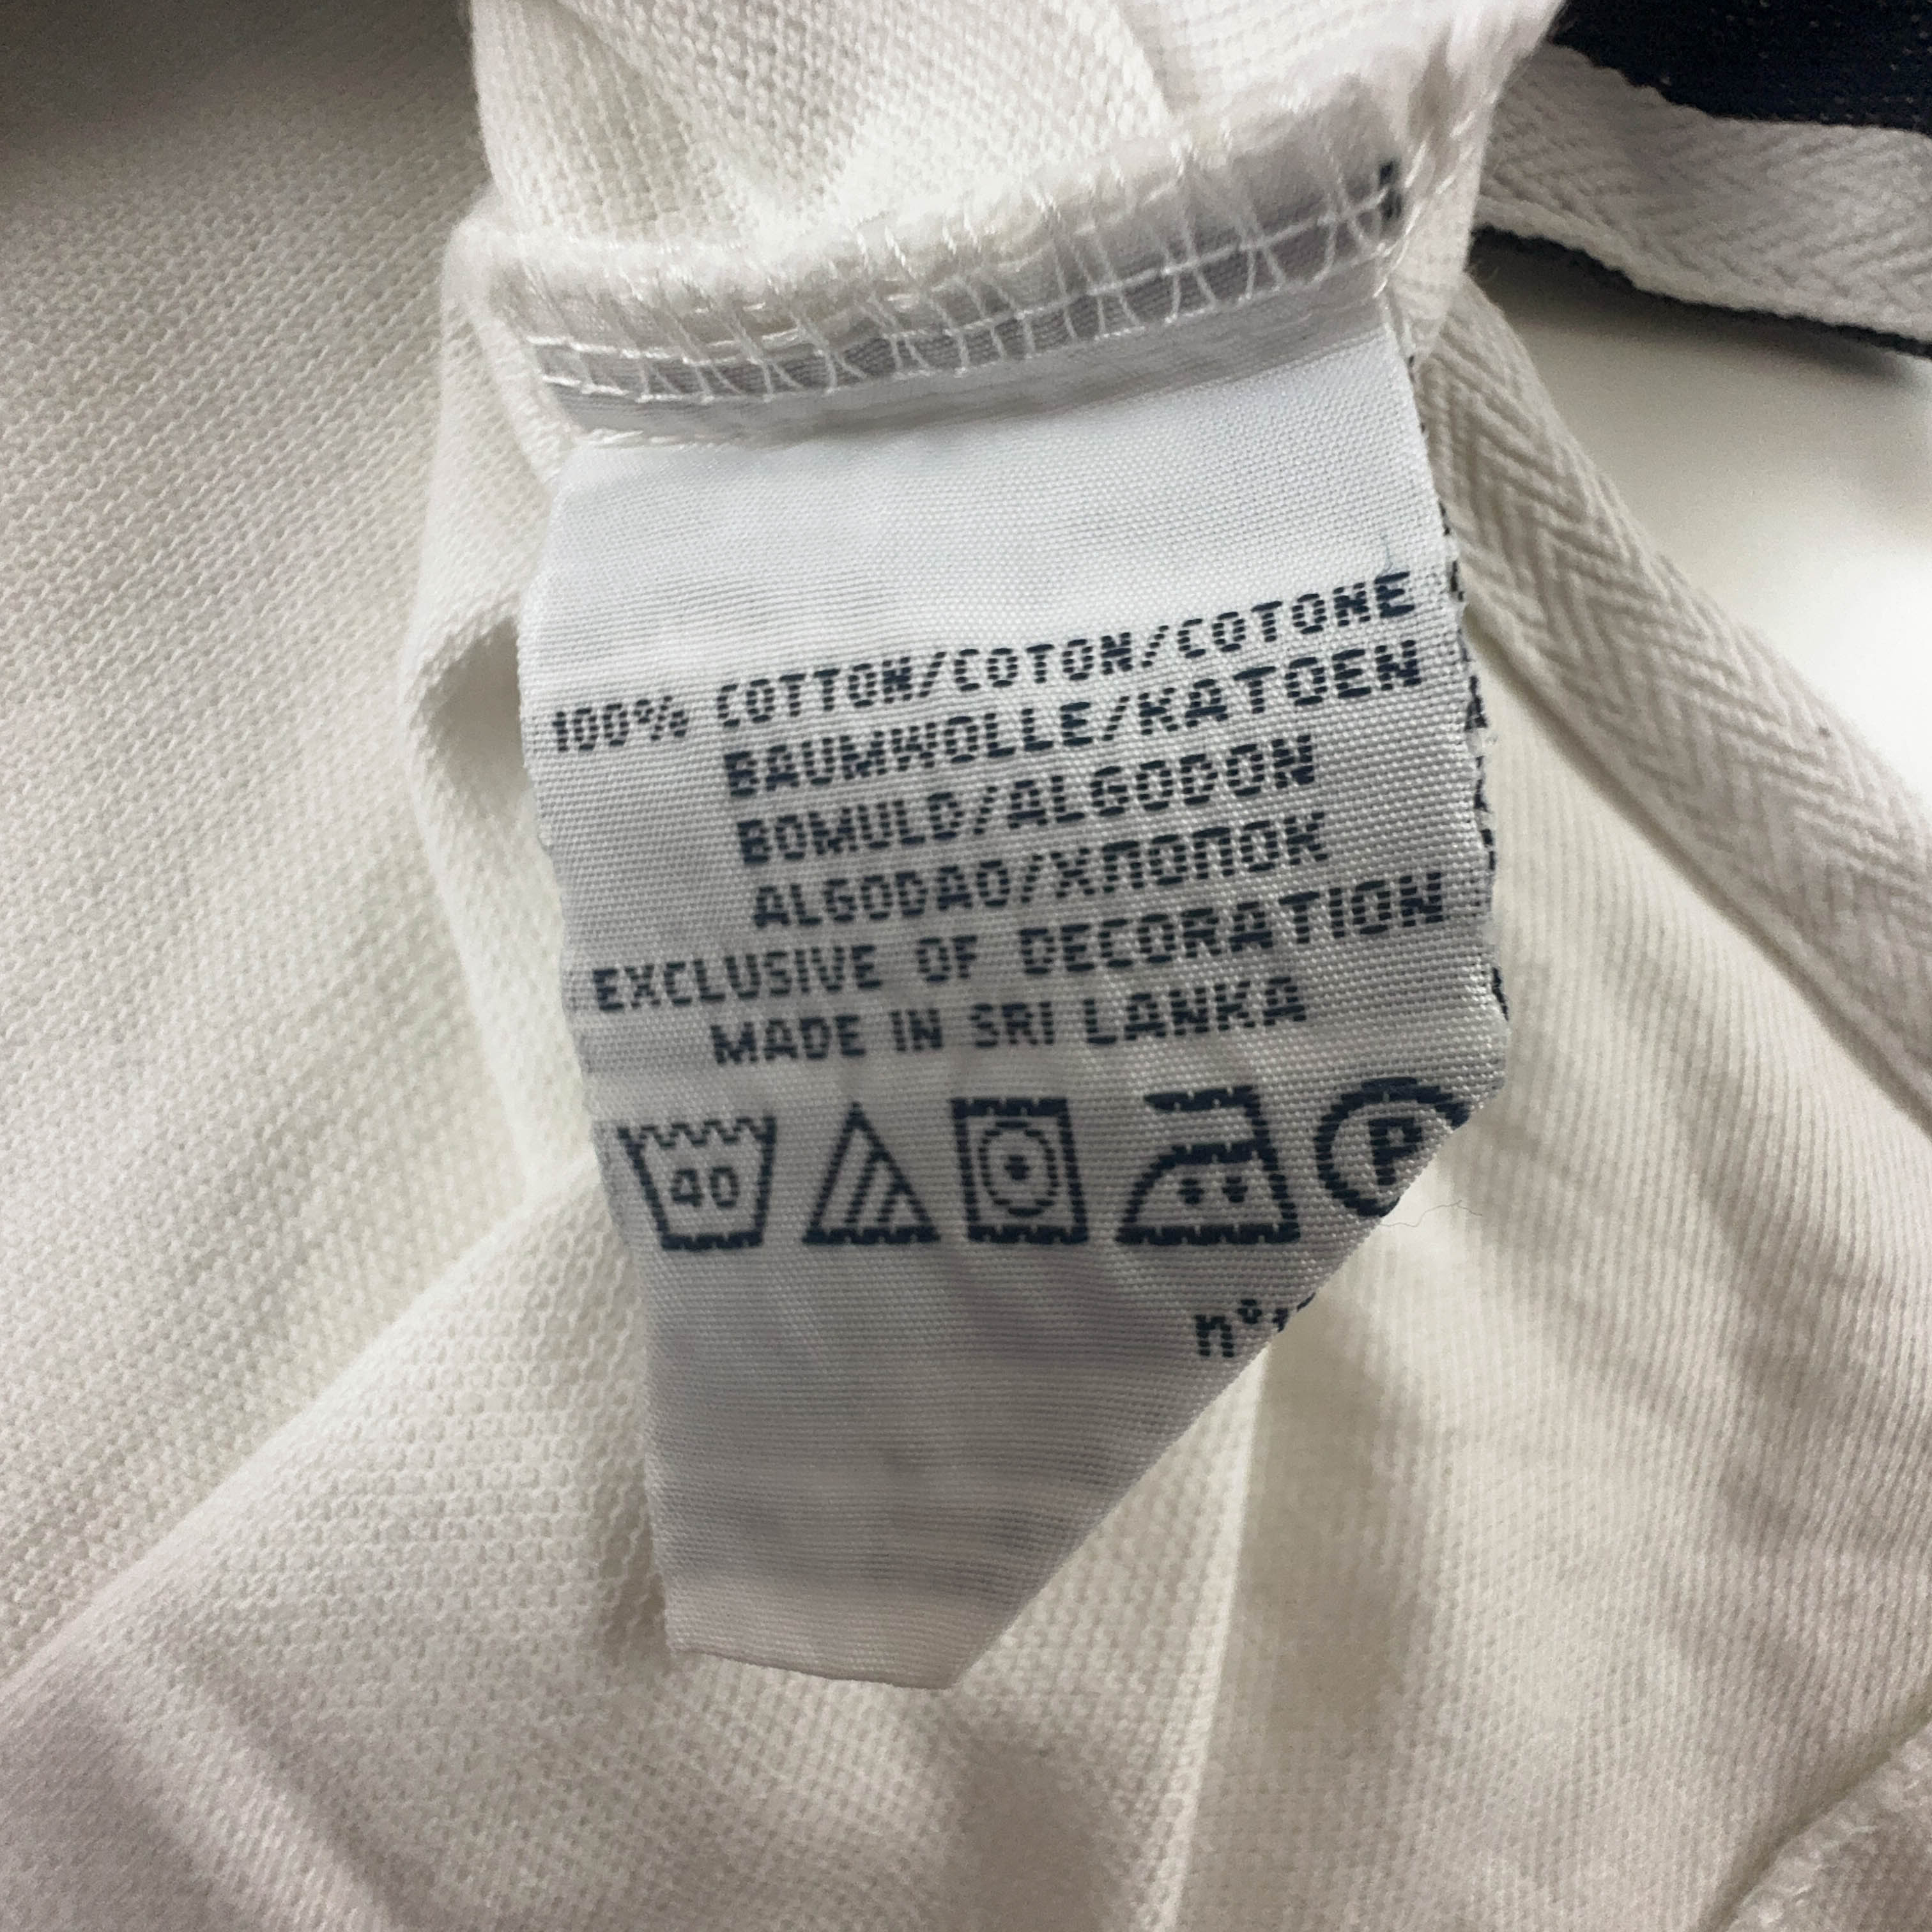 100% COTTON/COTON/COTONE
BAUMWOLLE/KATOEN
BOMULD/ALGODON
ALGODAO/ХЛОПОК
EXCLUSIVE OF DECORATION
MADE IN SRI LANKA
40 P
n°